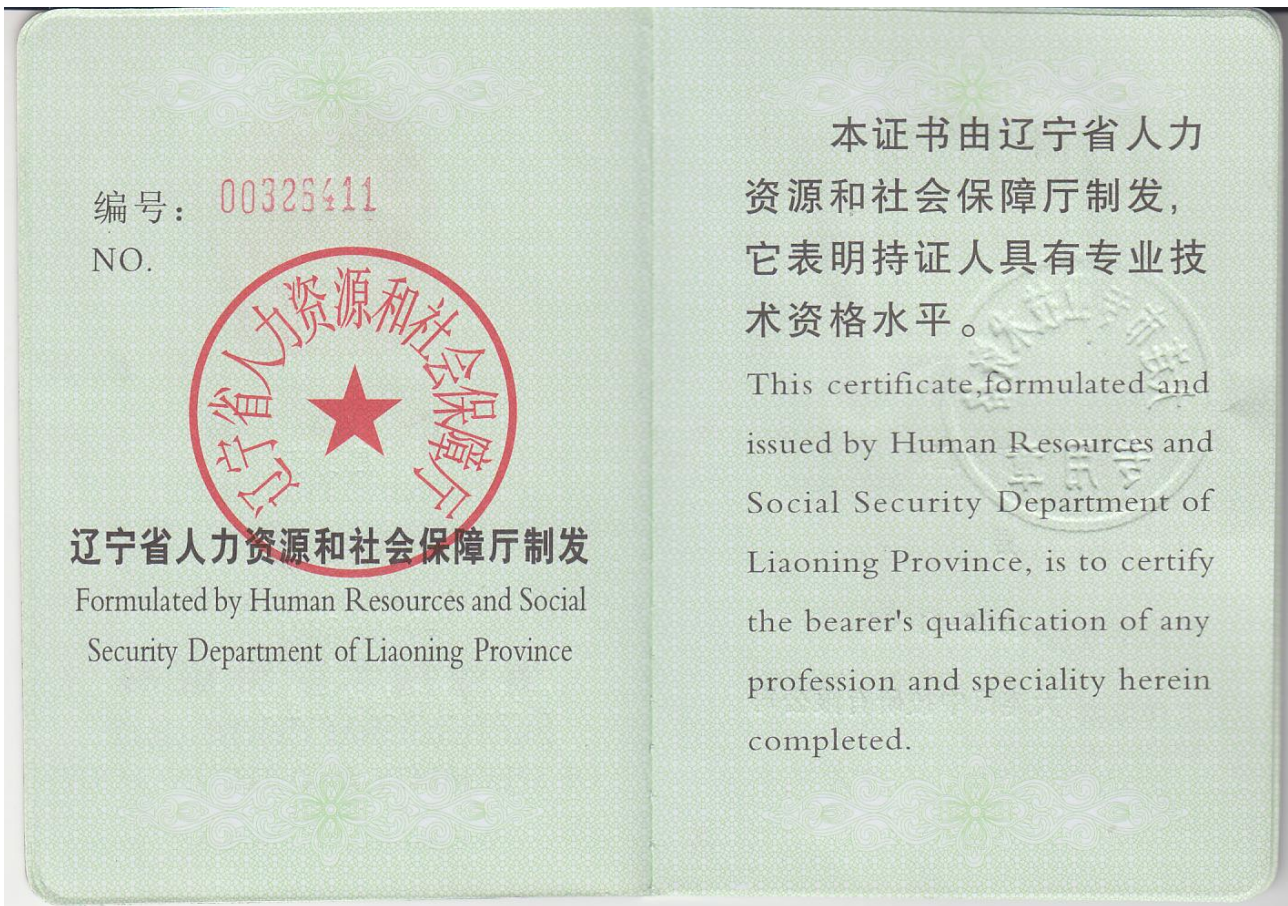 编号: 00326411
NO.
辽宁省人力资源和社会保障厅
辽宁省人力资源和社会保障厅制发
Formulated by Human Resources and Social
Security Department of Liaoning Province
本证书由辽宁省人力
资源和社会保障厅制发,
它表明持证人具有专业技
术资格水平。
This certificate,formulated and
issued by Human Resources and
Social Security Department of
Liaoning Province, is to certify
the bearer's qualification of any
profession and speciality herein
completed.